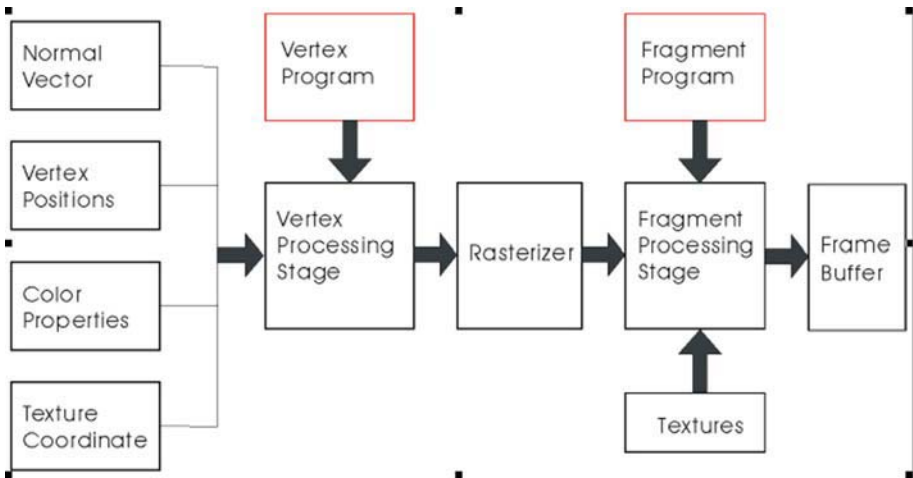 Normal
Vector
Vertex
Positions
Color
Properties
Texture
Coordinate
Vertex
Program
Vertex
Processing
Stage
Rasterizer
Fragment
Program
Fragment
Processing
Stage
Textures
Frame
Buffer